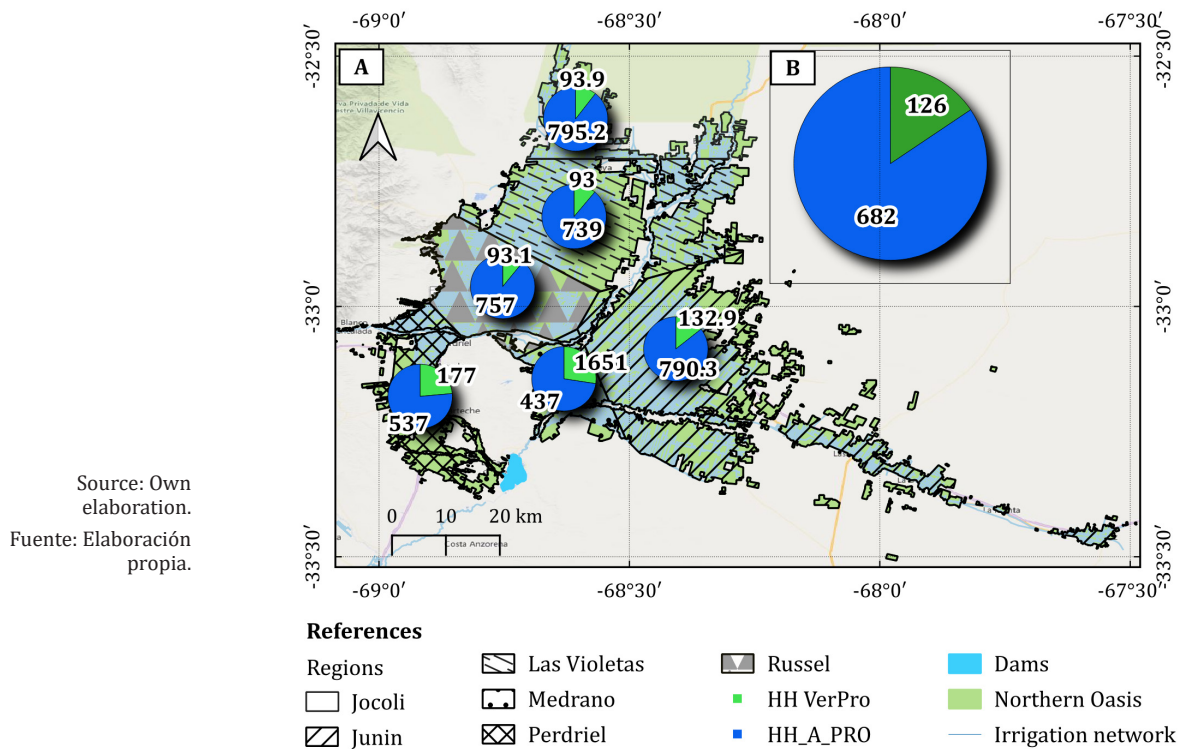 -69°0′ -68°30′ -68°0′ -67°30′
-32°30′ -32°30′
A
B
93.9
795.2
126
682
93
739
93.1
757
132.9
790.3
1651
437
177
537
-33°0′ -33°0′
Source: Own
elaboration.
Fuente: Elaboración
propia.
0 10 20 km
Costa Anzorena
-33°30′ -33°30′
-69°0′ -68°30′ -68°0′ -67°30′
References
Regions
Jocoli
Junin
Las Violetas
Medrano
Perdriel
Russel
HH VerPro
HH_A_PRO
Dams
Northern Oasis
Irrigation network